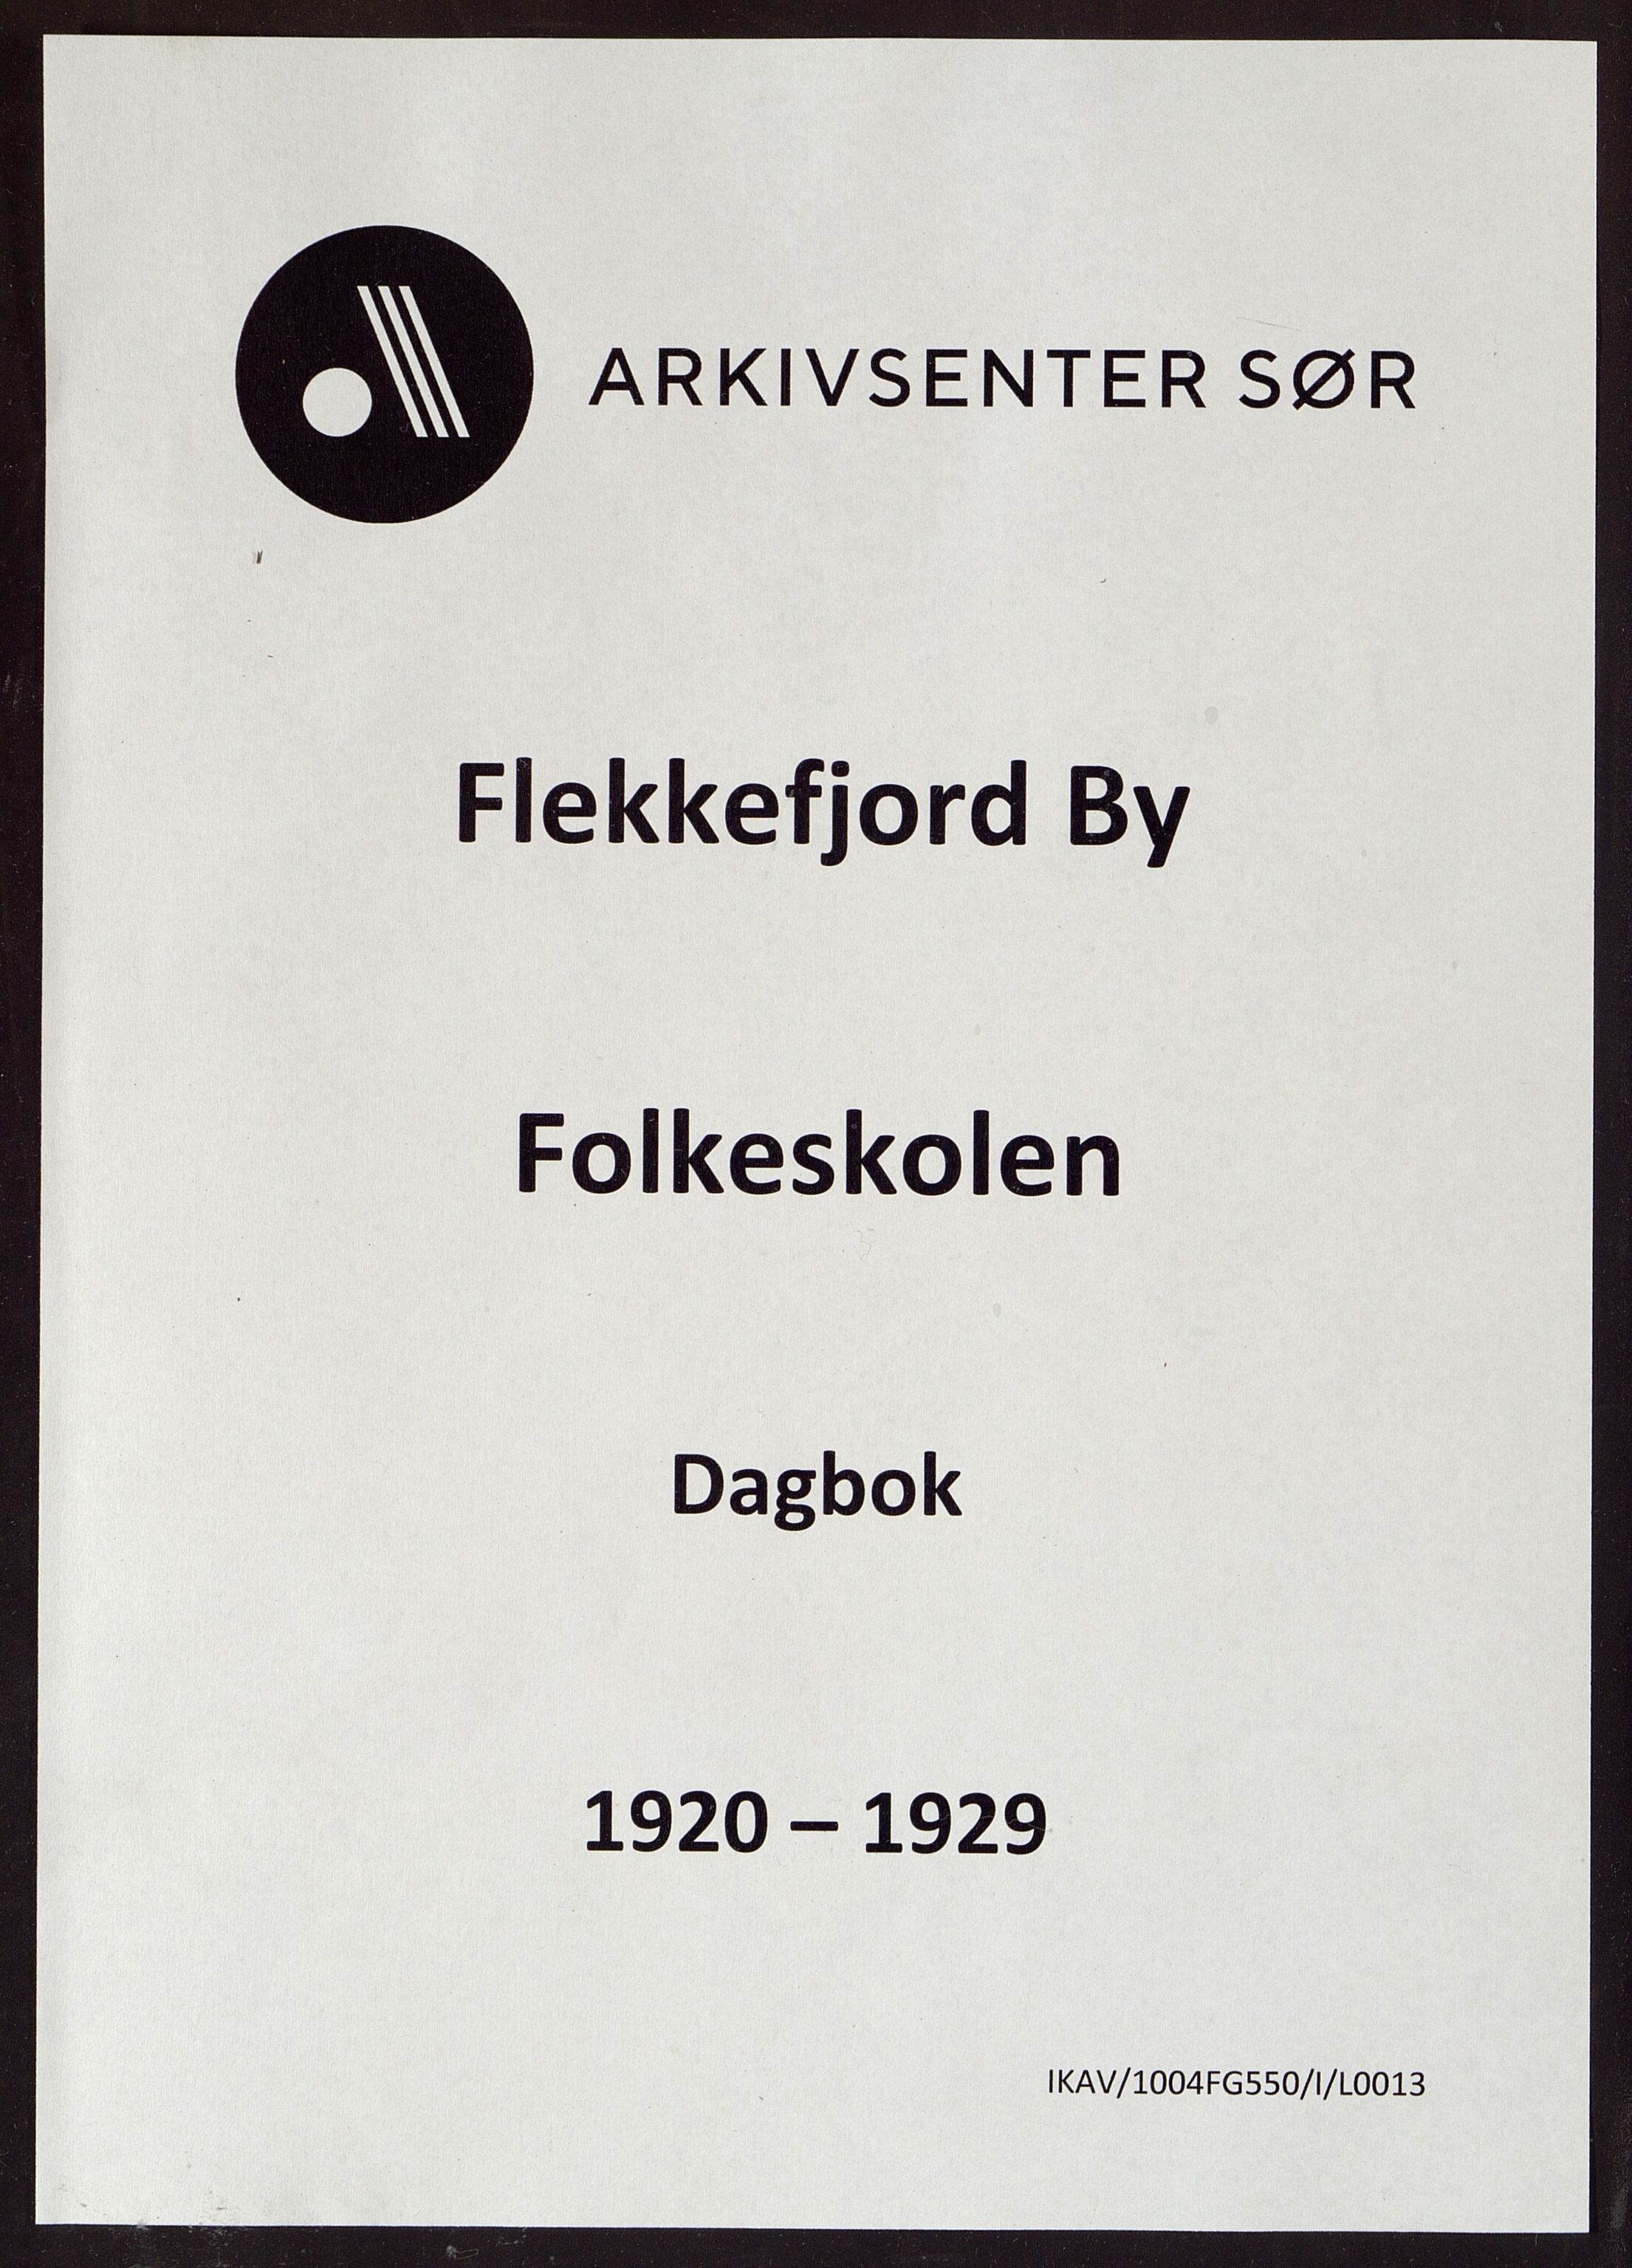 ARKIVSENTER SØR
Flekkefjord By
Folkeskolen
Dagbok
1920 – 1929
IKAV/1004FG550/I/L0013